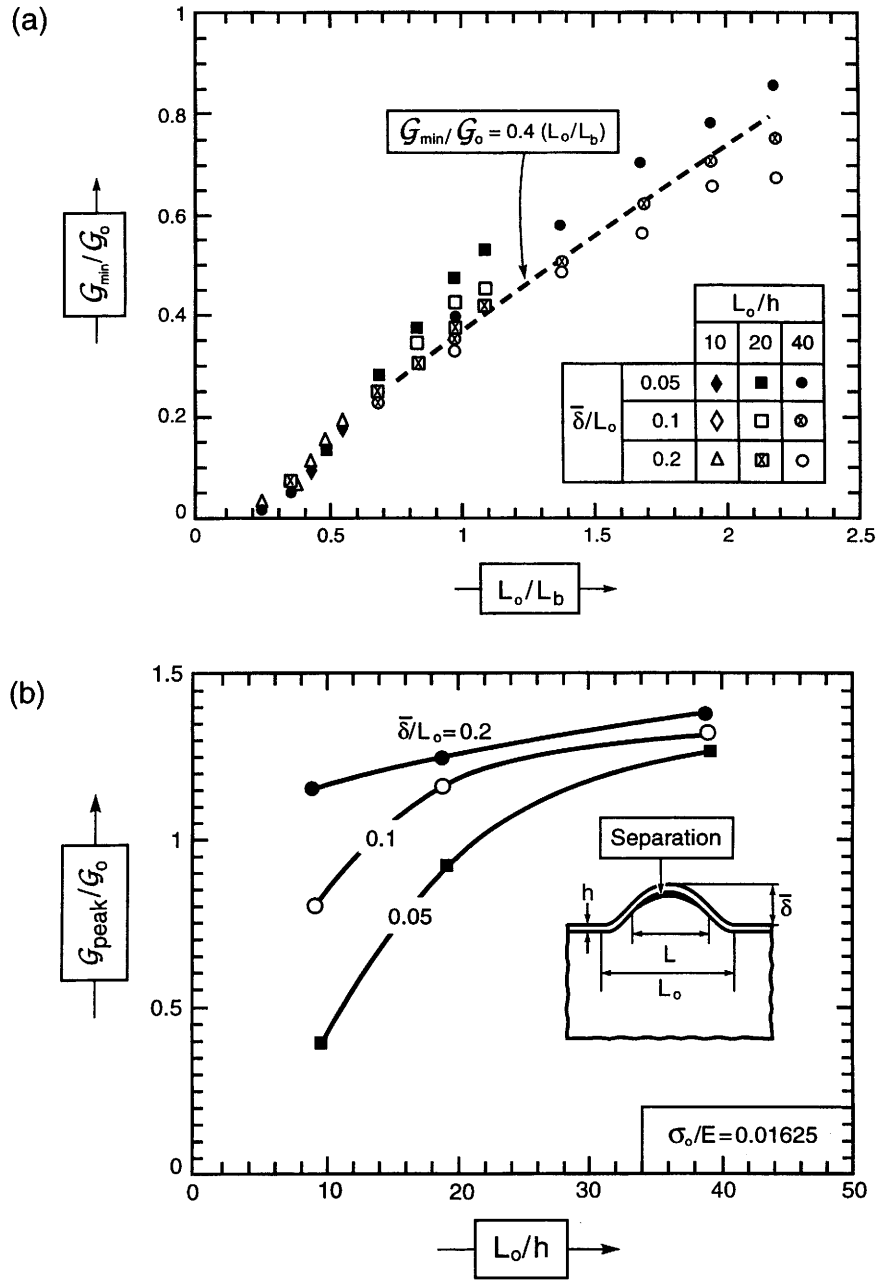 (a)
1
0.8
0.6
0.4
0.2
0
𝒢min/𝒢o
𝒢min/𝒢o = 0.4 (Lo/Lb)
Lo/h
10 20 40
δ̅/Lo
0.05
0.1
0.2
0 0.5 1 1.5 2 2.5
Lo/Lb
(b)
1.5
1
0.5
0
𝒢peak/𝒢o
δ̅/Lo=0.2
0.1
0.05
Separation
h
δ̅
L
Lo
σo/E=0.01625
0 10 20 30 40 50
Lo/h